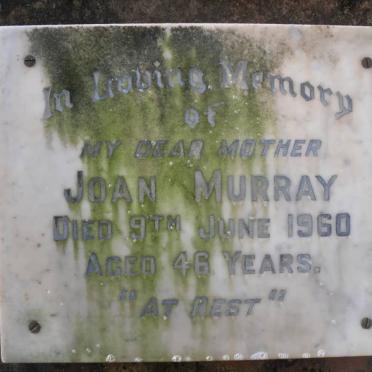 In Loving Memory
of
MY DEAR MOTHER
JOAN MURRAY
DIED 9TH JUNE 1960
AGED 46 YEARS.
"AT REST"